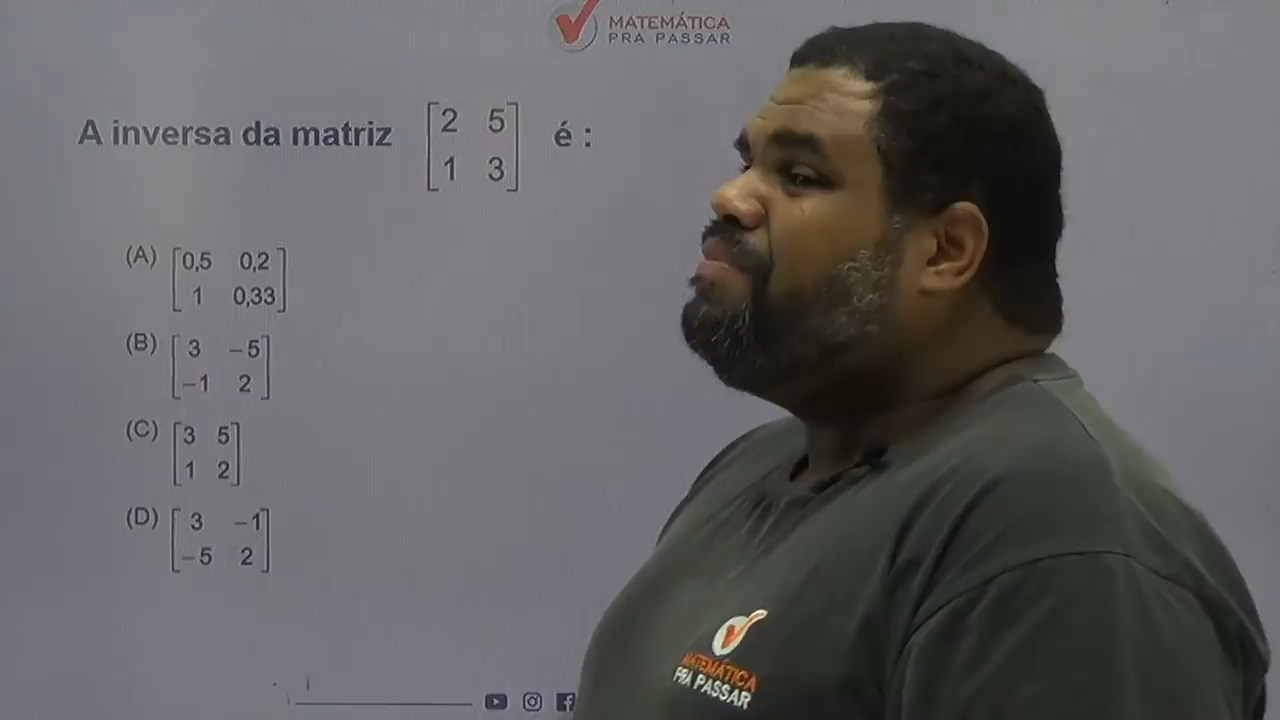 MATEMÁTICA
PRA PASSAR
A inversa da matriz [2 5
1 3] é :
(A) [0,5 0,2
1 0,33]
(B) [3 −5
−1 2]
(C) [3 5
1 2]
(D) [3 −1
−5 2]
MATEMÁTICA
PRA PASSAR